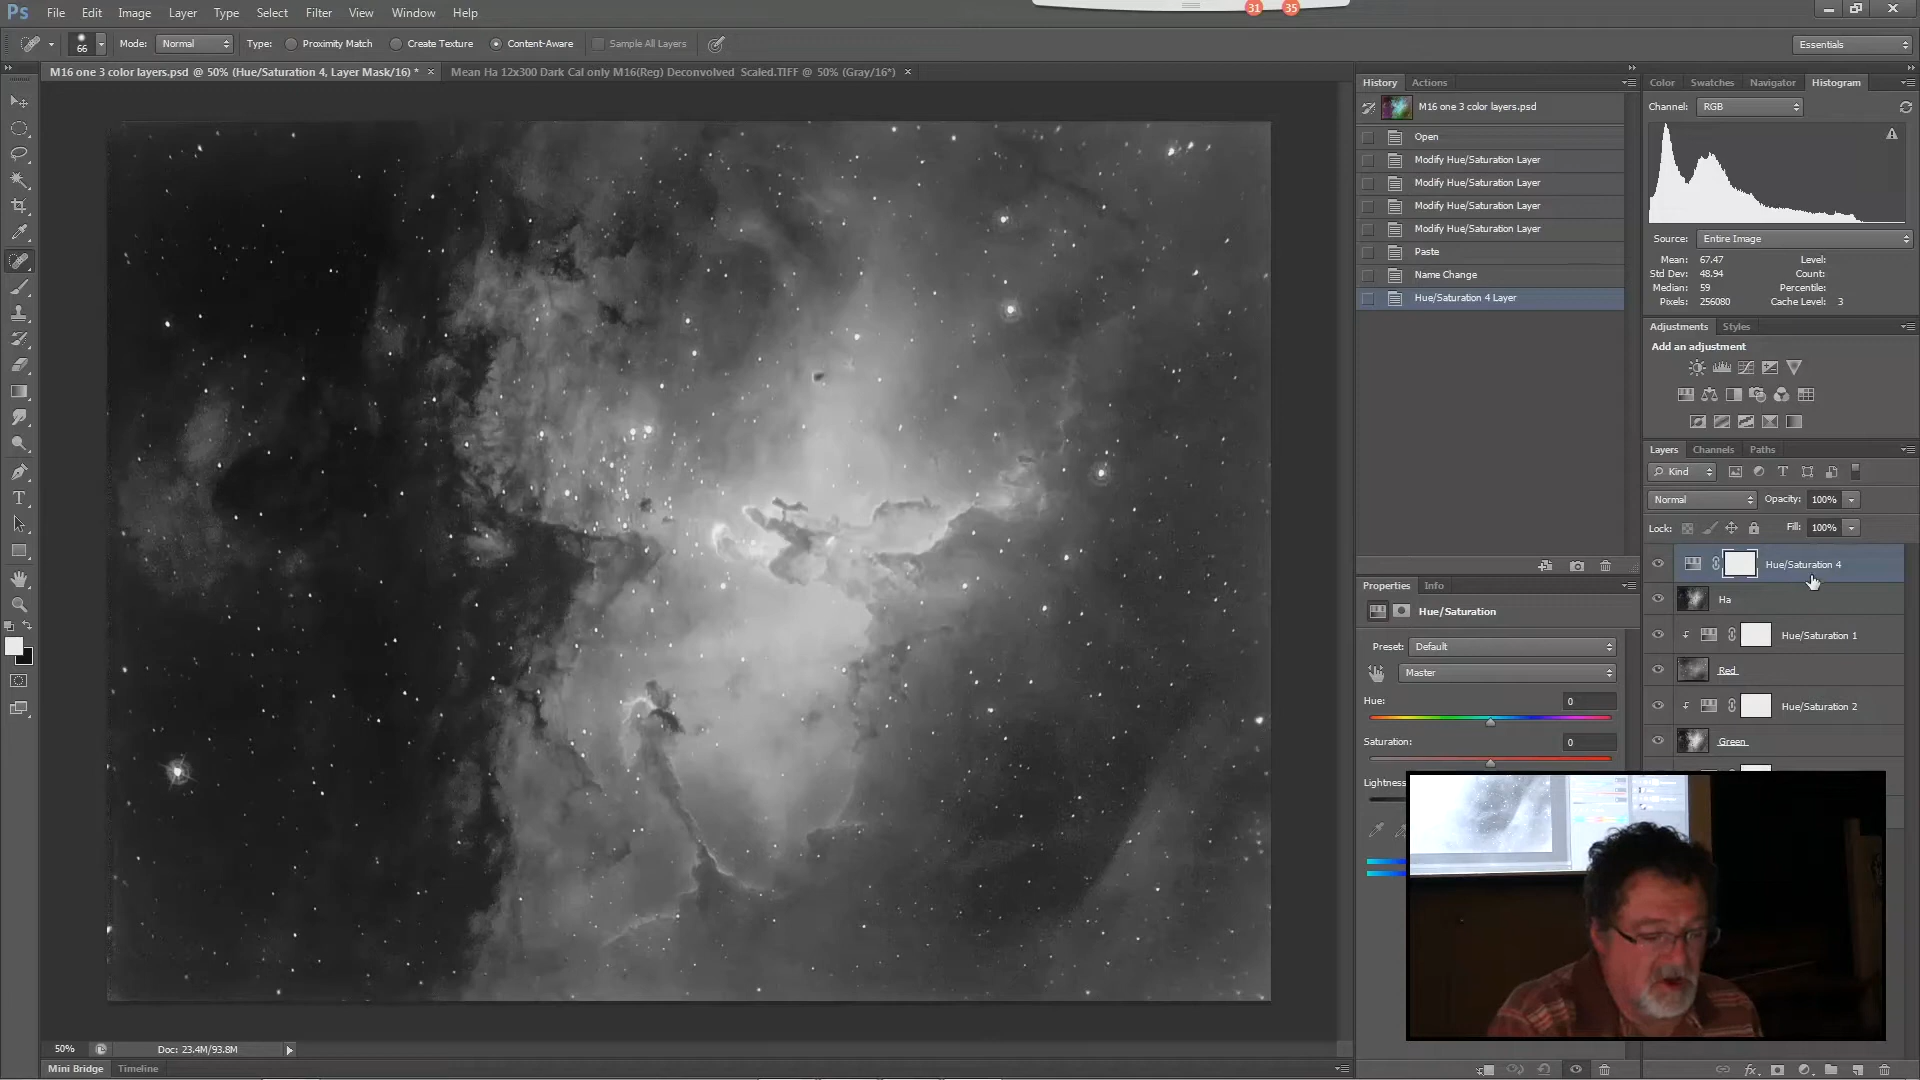 Ps File Edit Image Layer Type Select Filter View Window Help
31 35
66 Mode: Normal Type: Proximity Match Create Texture Content-Aware Sample All Layers Essentials
M16 one 3 color layers.psd @ 50% (Hue/Saturation 4, Layer Mask/16) * × Mean Ha 12x300 Dark Cal only M16(Reg) Deconvolved Scaled.TIFF @ 50% (Gray/16*) ×
History Actions
M16 one 3 color layers.psd
Open
Modify Hue/Saturation Layer
Modify Hue/Saturation Layer
Modify Hue/Saturation Layer
Modify Hue/Saturation Layer
Paste
Name Change
Hue/Saturation 4 Layer
Color Swatches Navigator Histogram
Channel: RGB
Source: Entire Image
Mean: 67.47 Level:
Std Dev: 48.94 Count:
Median: 59 Percentile:
Pixels: 256080 Cache Level: 3
Adjustments Styles
Add an adjustment
Layers Channels Paths
Kind
Normal Opacity: 100%
Lock: Fill: 100%
Hue/Saturation 4
Ha
Hue/Saturation 1
Red
Hue/Saturation 2
Green
Properties Info
Hue/Saturation
Preset: Default
Master
Hue: 0
Saturation: 0
Lightness
50% Doc: 23.4M/93.8M
Mini Bridge Timeline